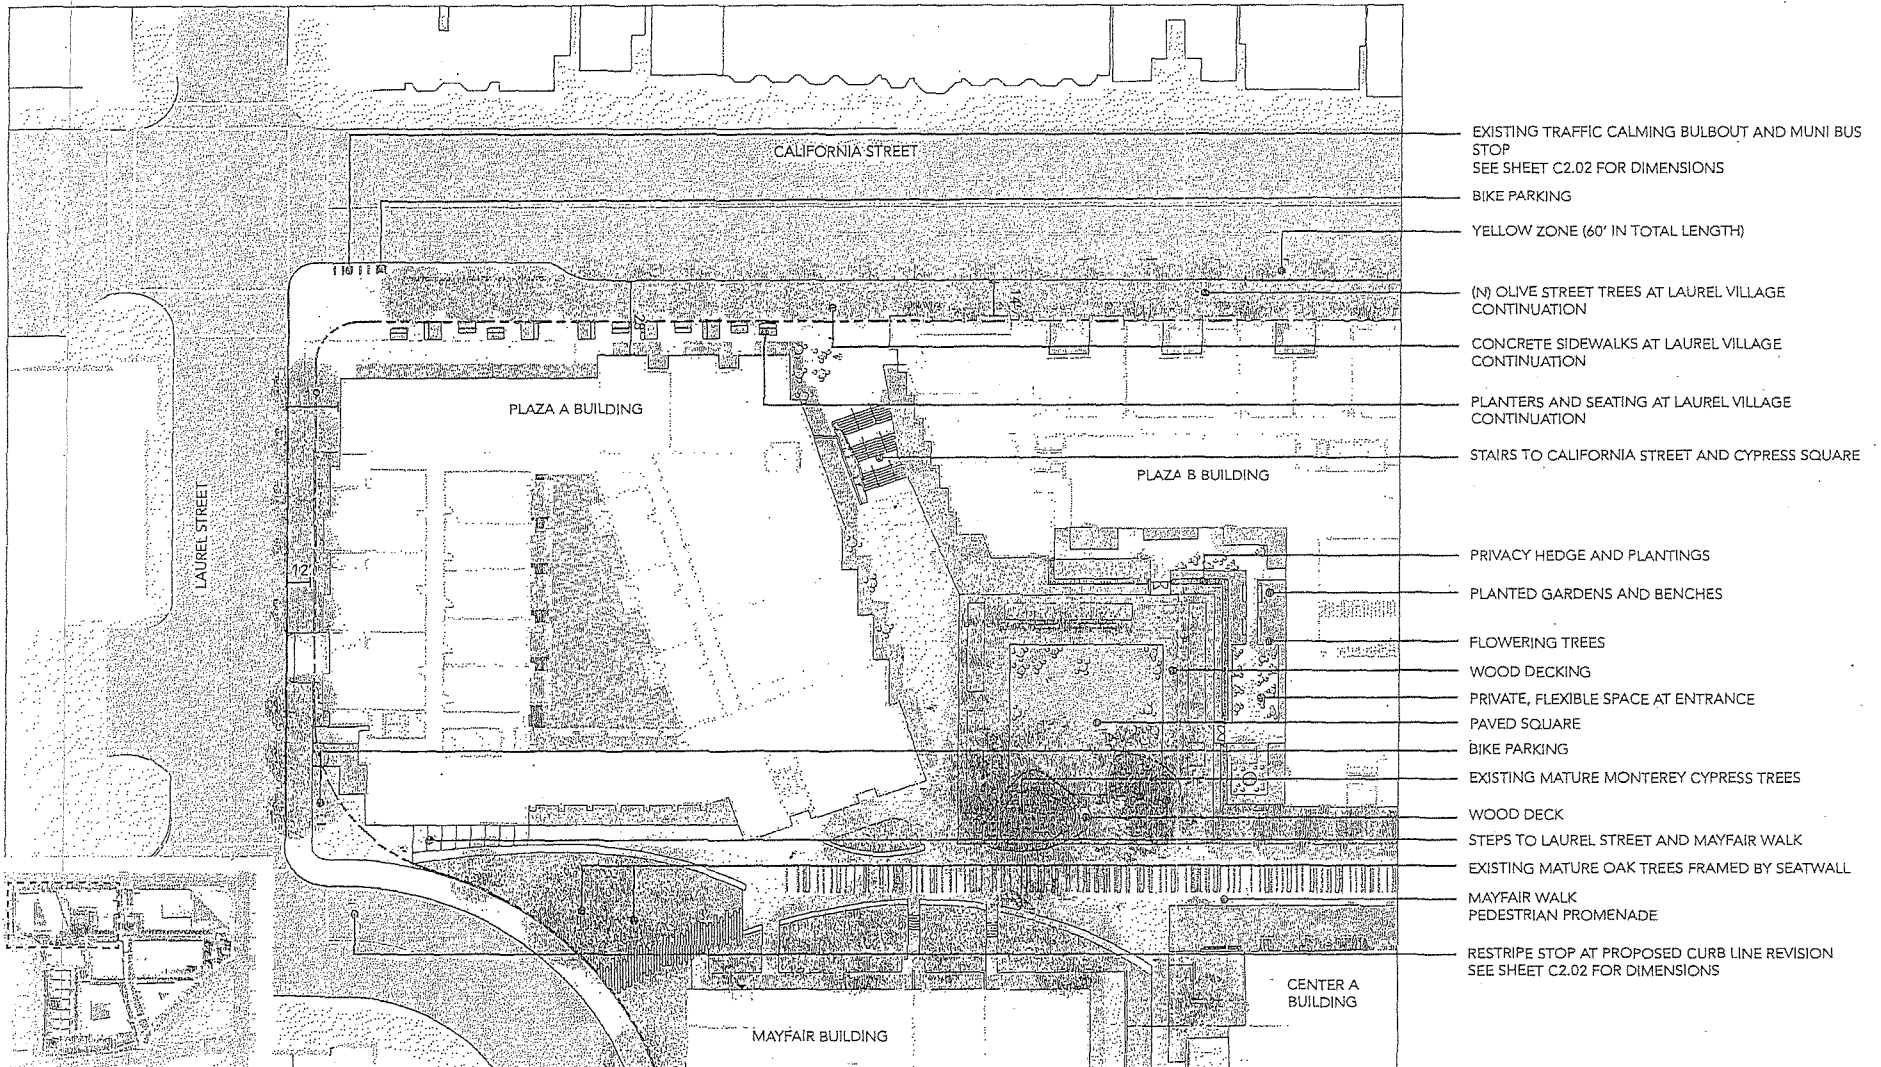 EXISTING TRAFFIC CALMING BULBOUT AND MUNI BUS
STOP
SEE SHEET C2.02 FOR DIMENSIONS
BIKE PARKING
YELLOW ZONE (60' IN TOTAL LENGTH)
(N) OLIVE STREET TREES AT LAUREL VILLAGE
CONTINUATION
CONCRETE SIDEWALKS AT LAUREL VILLAGE
CONTINUATION
PLANTERS AND SEATING AT LAUREL VILLAGE
CONTINUATION
STAIRS TO CALIFORNIA STREET AND CYPRESS SQUARE
PRIVACY HEDGE AND PLANTINGS
PLANTED GARDENS AND BENCHES
FLOWERING TREES
WOOD DECKING
PRIVATE, FLEXIBLE SPACE AT ENTRANCE
PAVED SQUARE
BIKE PARKING
EXISTING MATURE MONTEREY CYPRESS TREES
WOOD DECK
STEPS TO LAUREL STREET AND MAYFAIR WALK
EXISTING MATURE OAK TREES FRAMED BY SEATWALL
MAYFAIR WALK
PEDESTRIAN PROMENADE
RESTRIPE STOP AT PROPOSED CURB LINE REVISION
SEE SHEET C2.02 FOR DIMENSIONS
CALIFORNIA STREET
PLAZA A BUILDING
PLAZA B BUILDING
LAUREL STREET
12
MAYFAIR BUILDING
CENTER A
BUILDING